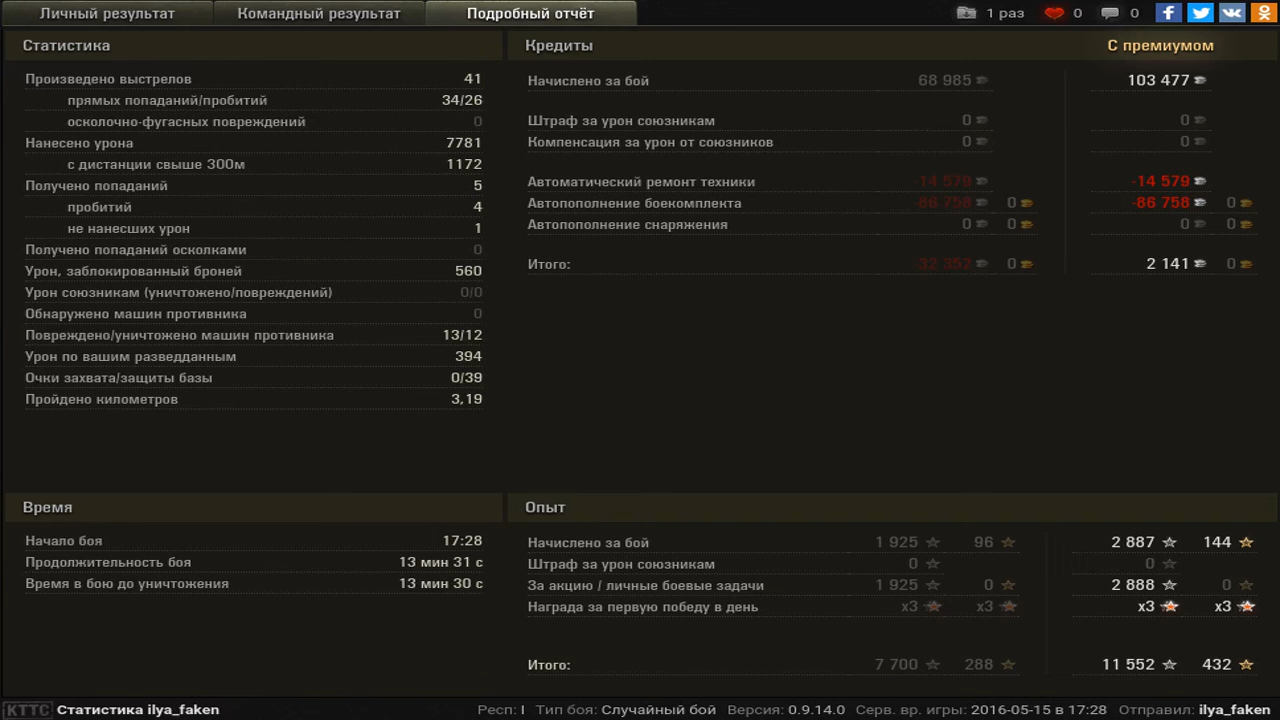 Личный результат Командный результат Подробный отчёт 1 раз 0 0
Статистика
Произведено выстрелов 41
прямых попаданий/пробитий 34/26
осколочно-фугасных повреждений 0
Нанесено урона 7781
с дистанции свыше 300м 1172
Получено попаданий 5
пробитий 4
не нанесших урон 1
Получено попаданий осколками 0
Урон, заблокированный броней 560
Урон союзникам (уничтожено/повреждений) 0/0
Обнаружено машин противника 0
Повреждено/уничтожено машин противника 13/12
Урон по вашим разведданным 394
Очки захвата/защиты базы 0/39
Пройдено километров 3,19
Кредиты С премиумом
Начислено за бой 68 985 103 477
Штраф за урон союзникам 0 0
Компенсация за урон от союзников 0 0
Автоматический ремонт техники -14 579 -14 579
Автопополнение боекомплекта -86 758 0 -86 758 0
Автопополнение снаряжения 0 0 0 0
Итого: 32 352 0 2 141 0
Время
Начало боя 17:28
Продолжительность боя 13 мин 31 с
Время в бою до уничтожения 13 мин 30 с
Опыт
Начислено за бой 1 925 96 2 887 144
Штраф за урон союзникам 0 0
За акцию / личные боевые задачи 1 925 0 2 888 0
Награда за первую победу в день x3 x3 x3 x3
Итого: 7 700 288 11 552 432
КТТС Статистика ilya_faken Респ: I Тип боя: Случайный бой Версия: 0.9.14.0 Серв. вр. игры: 2016-05-15 в 17:28 Отправил: ilya_faken